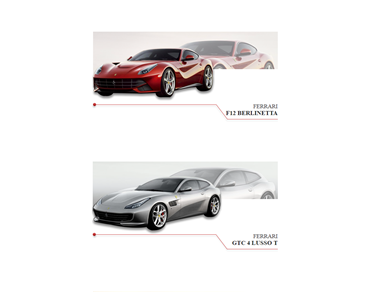 FERRARI
F12 BERLINETTA
FERRARI
GTC 4 LUSSO T